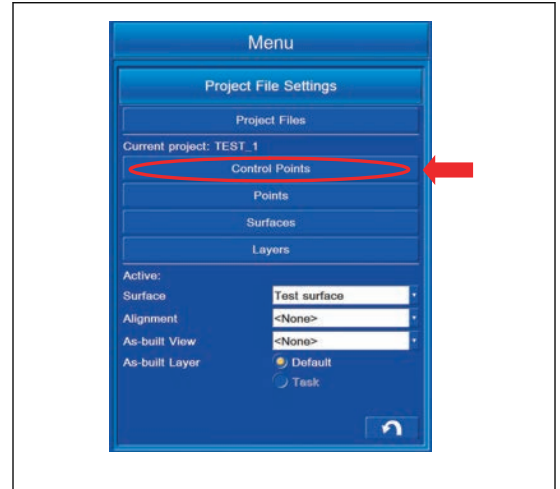 Menu
Project File Settings
Project Files
Current project: TEST_1
Control Points
Points
Surfaces
Layers
Active:
Surface Test surface
Alignment <None>
As-built View <None>
As-built Layer Default
Task